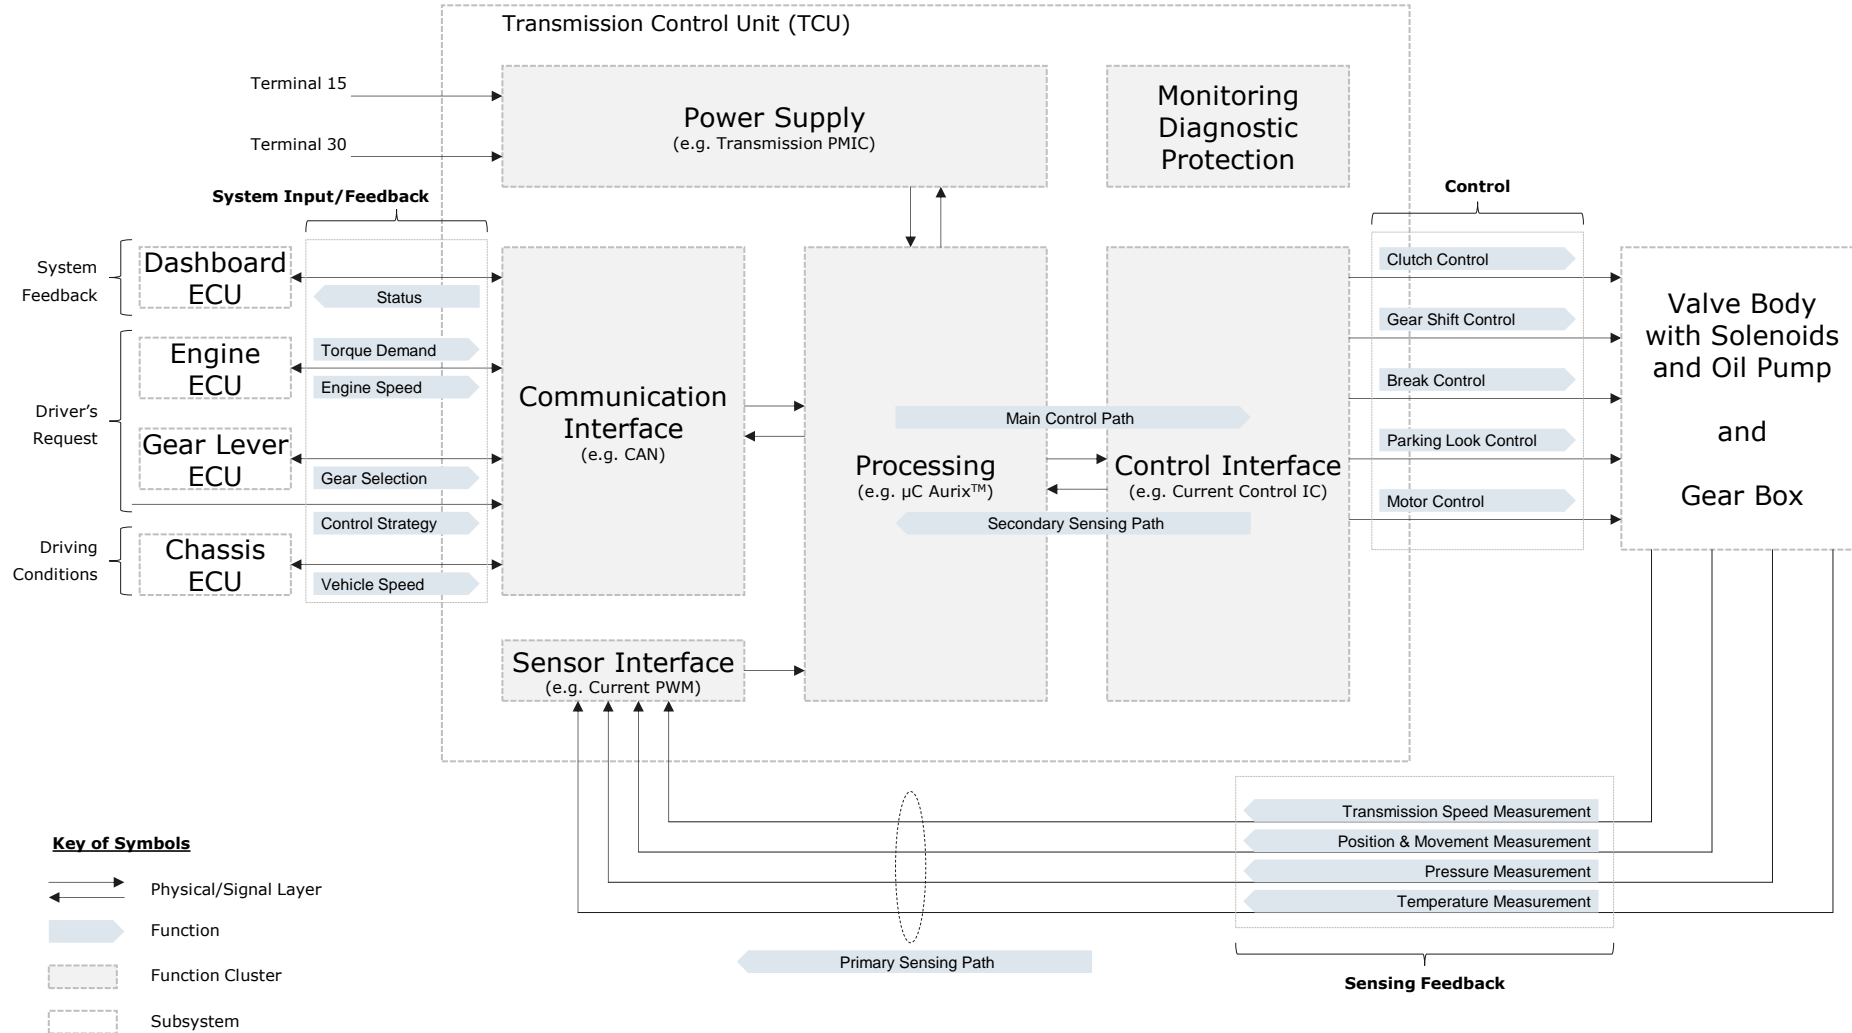 Transmission Control Unit (TCU)
Terminal 15
Terminal 30
Power Supply
(e.g. Transmission PMIC)
Monitoring
Diagnostic
Protection
System Input/Feedback
Control
System
Feedback
Dashboard
ECU
Status
Driver’s
Request
Engine
ECU
Torque Demand
Engine Speed
Gear Lever
ECU
Gear Selection
Control Strategy
Driving
Conditions
Chassis
ECU
Vehicle Speed
Communication
Interface
(e.g. CAN)
Sensor Interface
(e.g. Current PWM)
Main Control Path
Processing
(e.g. µC Aurix™)
Control Interface
(e.g. Current Control IC)
Secondary Sensing Path
Clutch Control
Gear Shift Control
Break Control
Parking Look Control
Motor Control
Valve Body
with Solenoids
and Oil Pump
and
Gear Box
Transmission Speed Measurement
Position & Movement Measurement
Pressure Measurement
Temperature Measurement
Primary Sensing Path
Sensing Feedback
Key of Symbols
Physical/Signal Layer
Function
Function Cluster
Subsystem